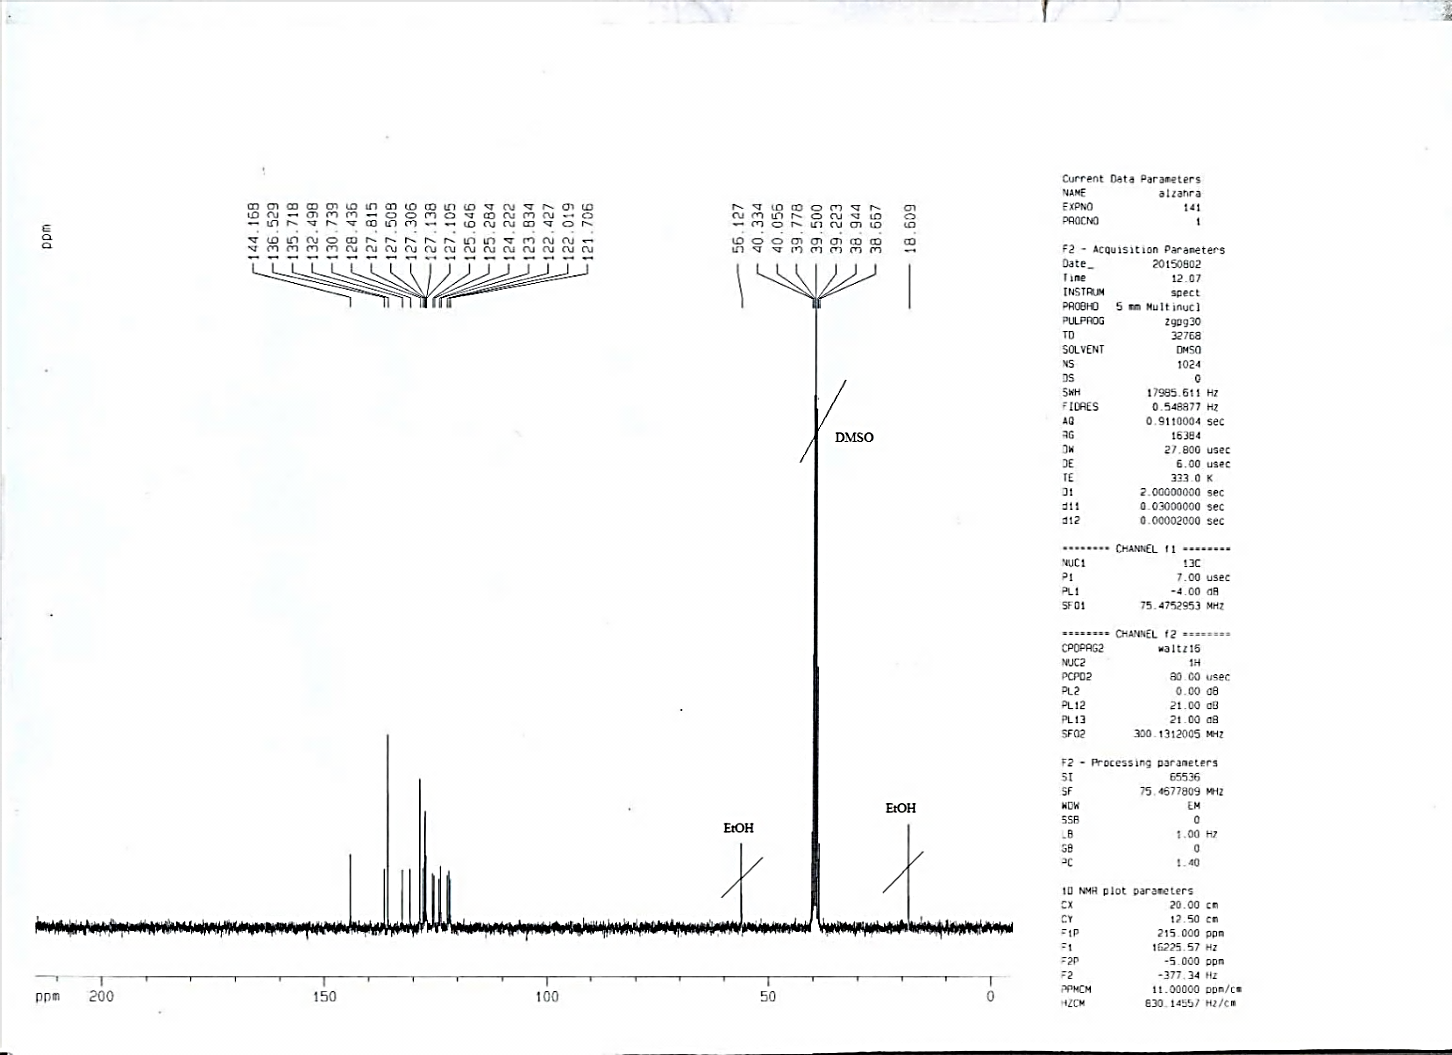 ppm
144.168
136.529
135.718
132.498
130.739
128.436
127.815
127.508
127.306
127.138
127.105
125.646
125.284
124.222
123.834
122.427
122.019
121.706
56.127
40.334
40.056
39.778
39.500
39.223
38.944
38.667
18.609
DMSO
EtOH
EtOH
ppm 200 150 100 50 0
Current Data Parameters
NAME alzahra
EXPNO 141
PROCNO 1
F2 - Acquisition Parameters
Date_ 20150802
Time 12.07
INSTRUM spect
PROBHD 5 mm Multinucl
PULPROG zgpg30
TD 32768
SOLVENT DMSO
NS 1024
DS 0
SWH 17985.611 Hz
FIDRES 0.548877 Hz
AQ 0.9110004 sec
RG 16384
DW 27.800 usec
DE 6.00 usec
TE 333.0 K
D1 2.00000000 sec
d11 0.03000000 sec
d12 0.00002000 sec
======== CHANNEL f1 ========
NUC1 13C
P1 7.00 usec
PL1 -4.00 dB
SFO1 75.4752953 MHz
======== CHANNEL f2 ========
CPDPRG2 waltz16
NUC2 1H
PCPD2 80.00 usec
PL2 0.00 dB
PL12 21.00 dB
PL13 21.00 dB
SFO2 300.1312005 MHz
F2 - Processing parameters
SI 65536
SF 75.4677809 MHz
WDW EM
SSB 0
LB 1.00 Hz
GB 0
PC 1.40
1D NMR plot parameters
CX 20.00 cm
CY 12.50 cm
F1P 215.000 ppm
F1 16225.57 Hz
F2P -5.000 ppm
F2 -377.34 Hz
PPMCM 11.00000 ppm/cm
HZCM 830.14557 Hz/cm